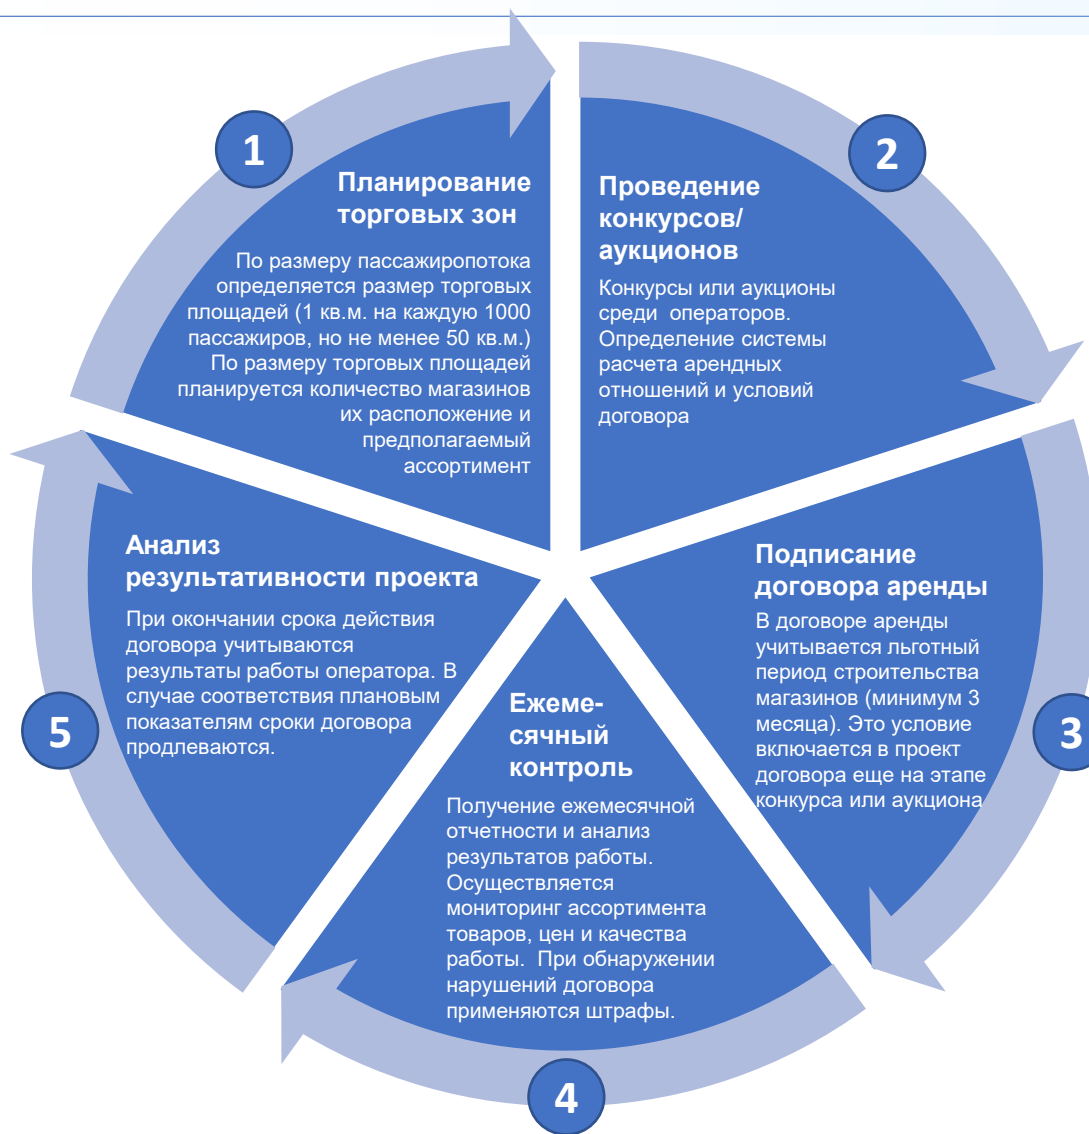 1
Планирование
торговых зон
По размеру пассажиропотока
определяется размер торговых
площадей (1 кв.м. на каждую 1000
пассажиров, но не менее 50 кв.м.)
По размеру торговых площадей
планируется количество магазинов
их расположение и
предполагаемый
ассортимент
2
Проведение
конкурсов/
аукционов
Конкурсы или аукционы
среди операторов.
Определение системы
расчета арендных
отношений и условий
договора
3
Подписание
договора аренды
В договоре аренды
учитывается льготный
период строительства
магазинов (минимум 3
месяца). Это условие
включается в проект
договора еще на этапе
конкурса или аукциона
4
Ежеме-
сячный
контроль
Получение ежемесячной
отчетности и анализ
результатов работы.
Осуществляется
мониторинг ассортимента
товаров, цен и качества
работы. При обнаружении
нарушений договора
применяются штрафы.
5
Анализ
результативности проекта
При окончании срока действия
договора учитываются
результаты работы оператора. В
случае соответствия плановым
показателям сроки договора
продлеваются.